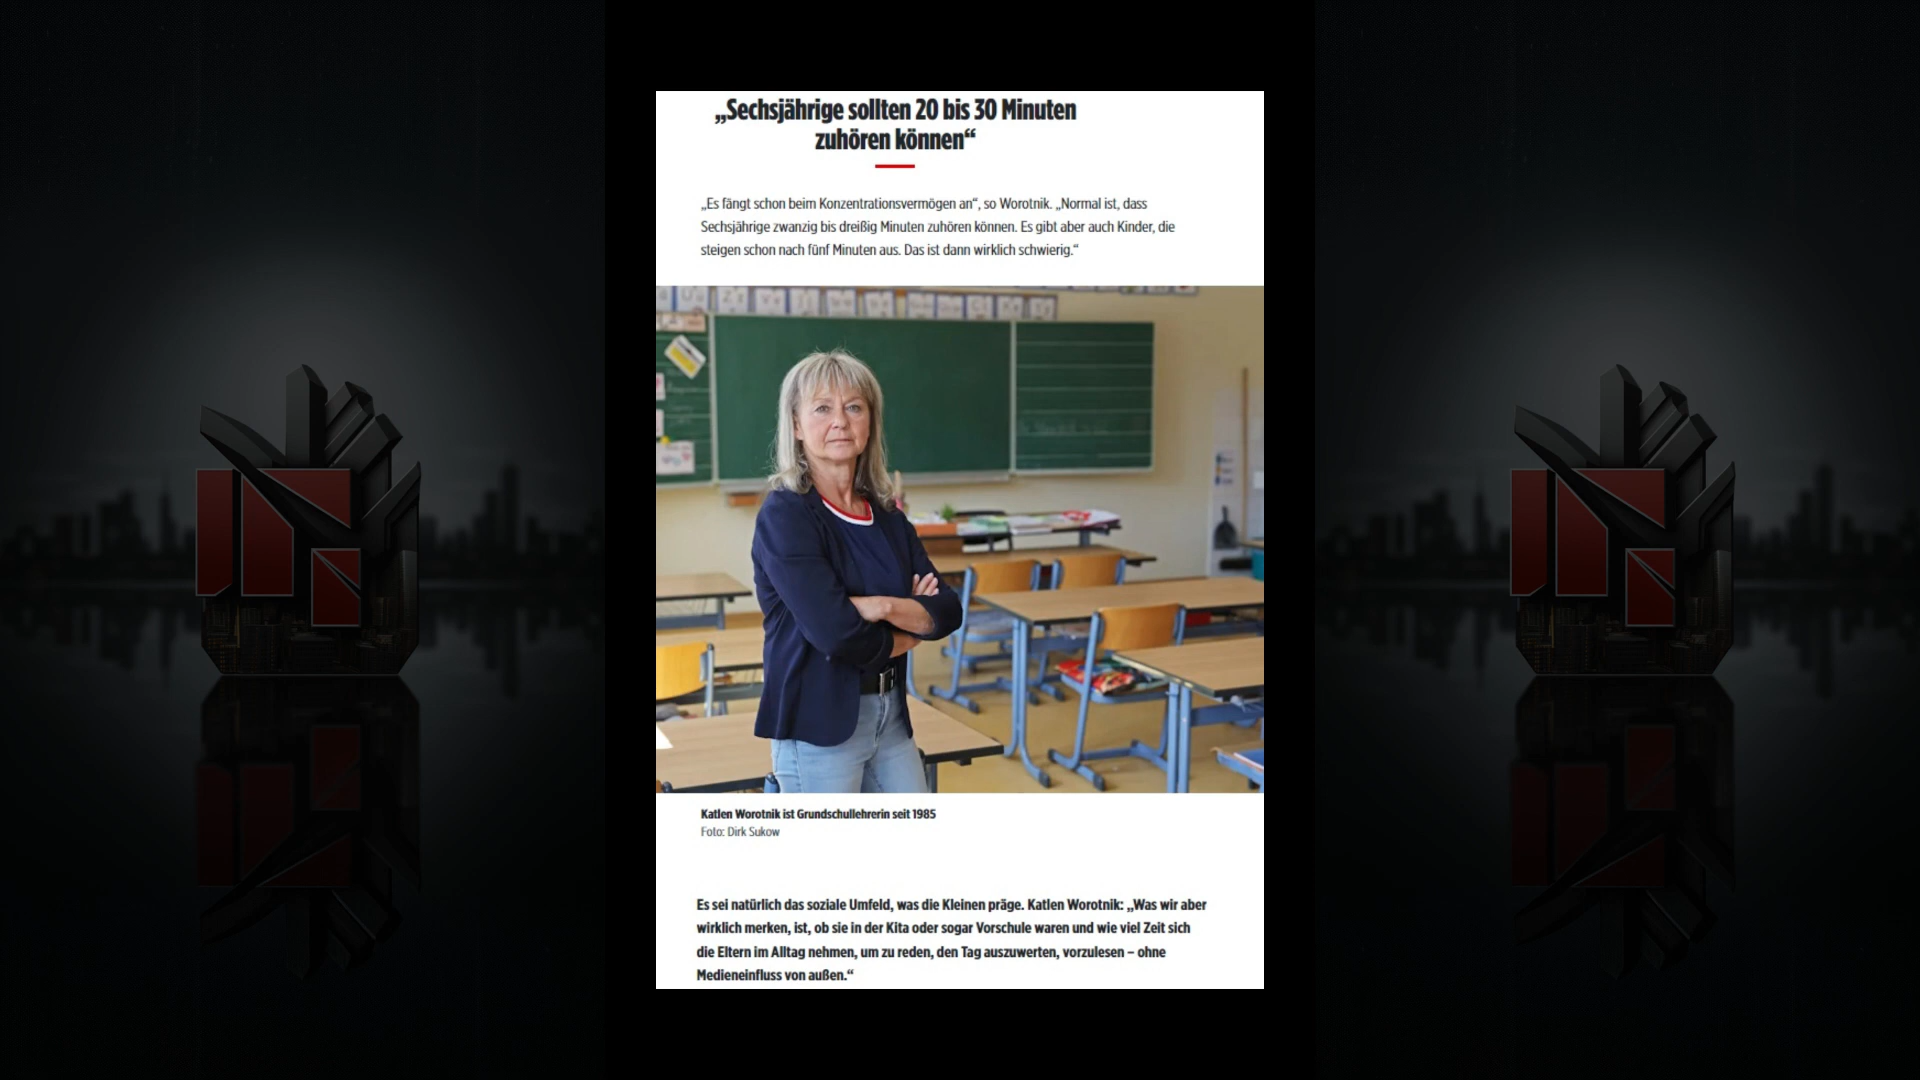 „Sechsjährige sollten 20 bis 30 Minuten
zuhören können“
„Es fängt schon beim Konzentrationsvermögen an“, so Worotnik. „Normal ist, dass
Sechsjährige zwanzig bis dreißig Minuten zuhören können. Es gibt aber auch Kinder, die
steigen schon nach fünf Minuten aus. Das ist dann wirklich schwierig.“
Katlen Worotnik ist Grundschullehrerin seit 1985
Foto: Dirk Sukow
Es sei natürlich das soziale Umfeld, was die Kleinen präge. Katlen Worotnik: „Was wir aber
wirklich merken, ist, ob sie in der Kita oder sogar Vorschule waren und wie viel Zeit sich
die Eltern im Alltag nehmen, um zu reden, den Tag auszuwerten, vorzulesen – ohne
Medieneinfluss von außen.“